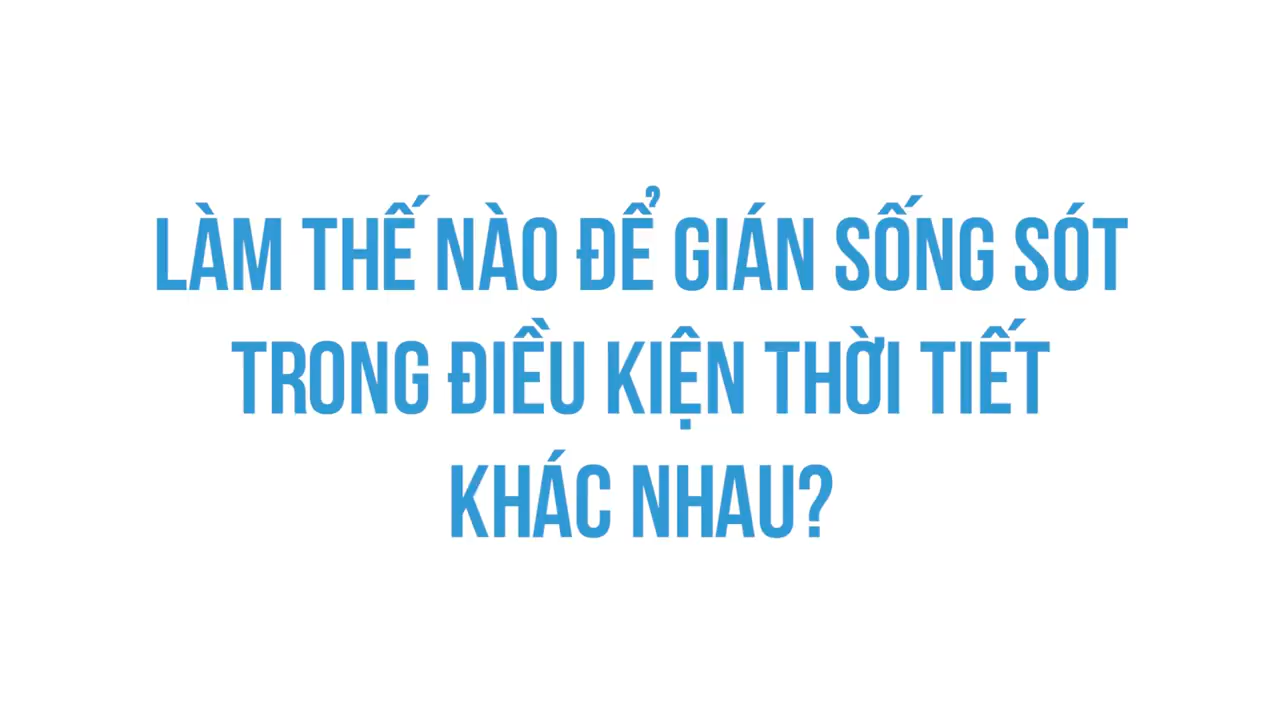 LÀM THẾ NÀO ĐỂ GIÁN SỐNG SÓT
TRONG ĐIỀU KIỆN THỜI TIẾT
KHÁC NHAU?